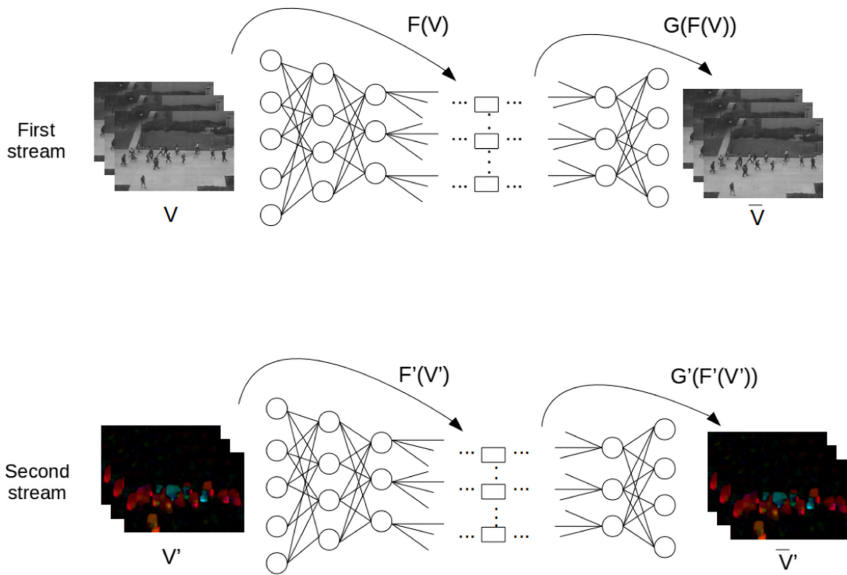 F(V)
G(F(V))
First
stream
V
V̅
F'(V')
G'(F'(V'))
Second
stream
V'
V̅'